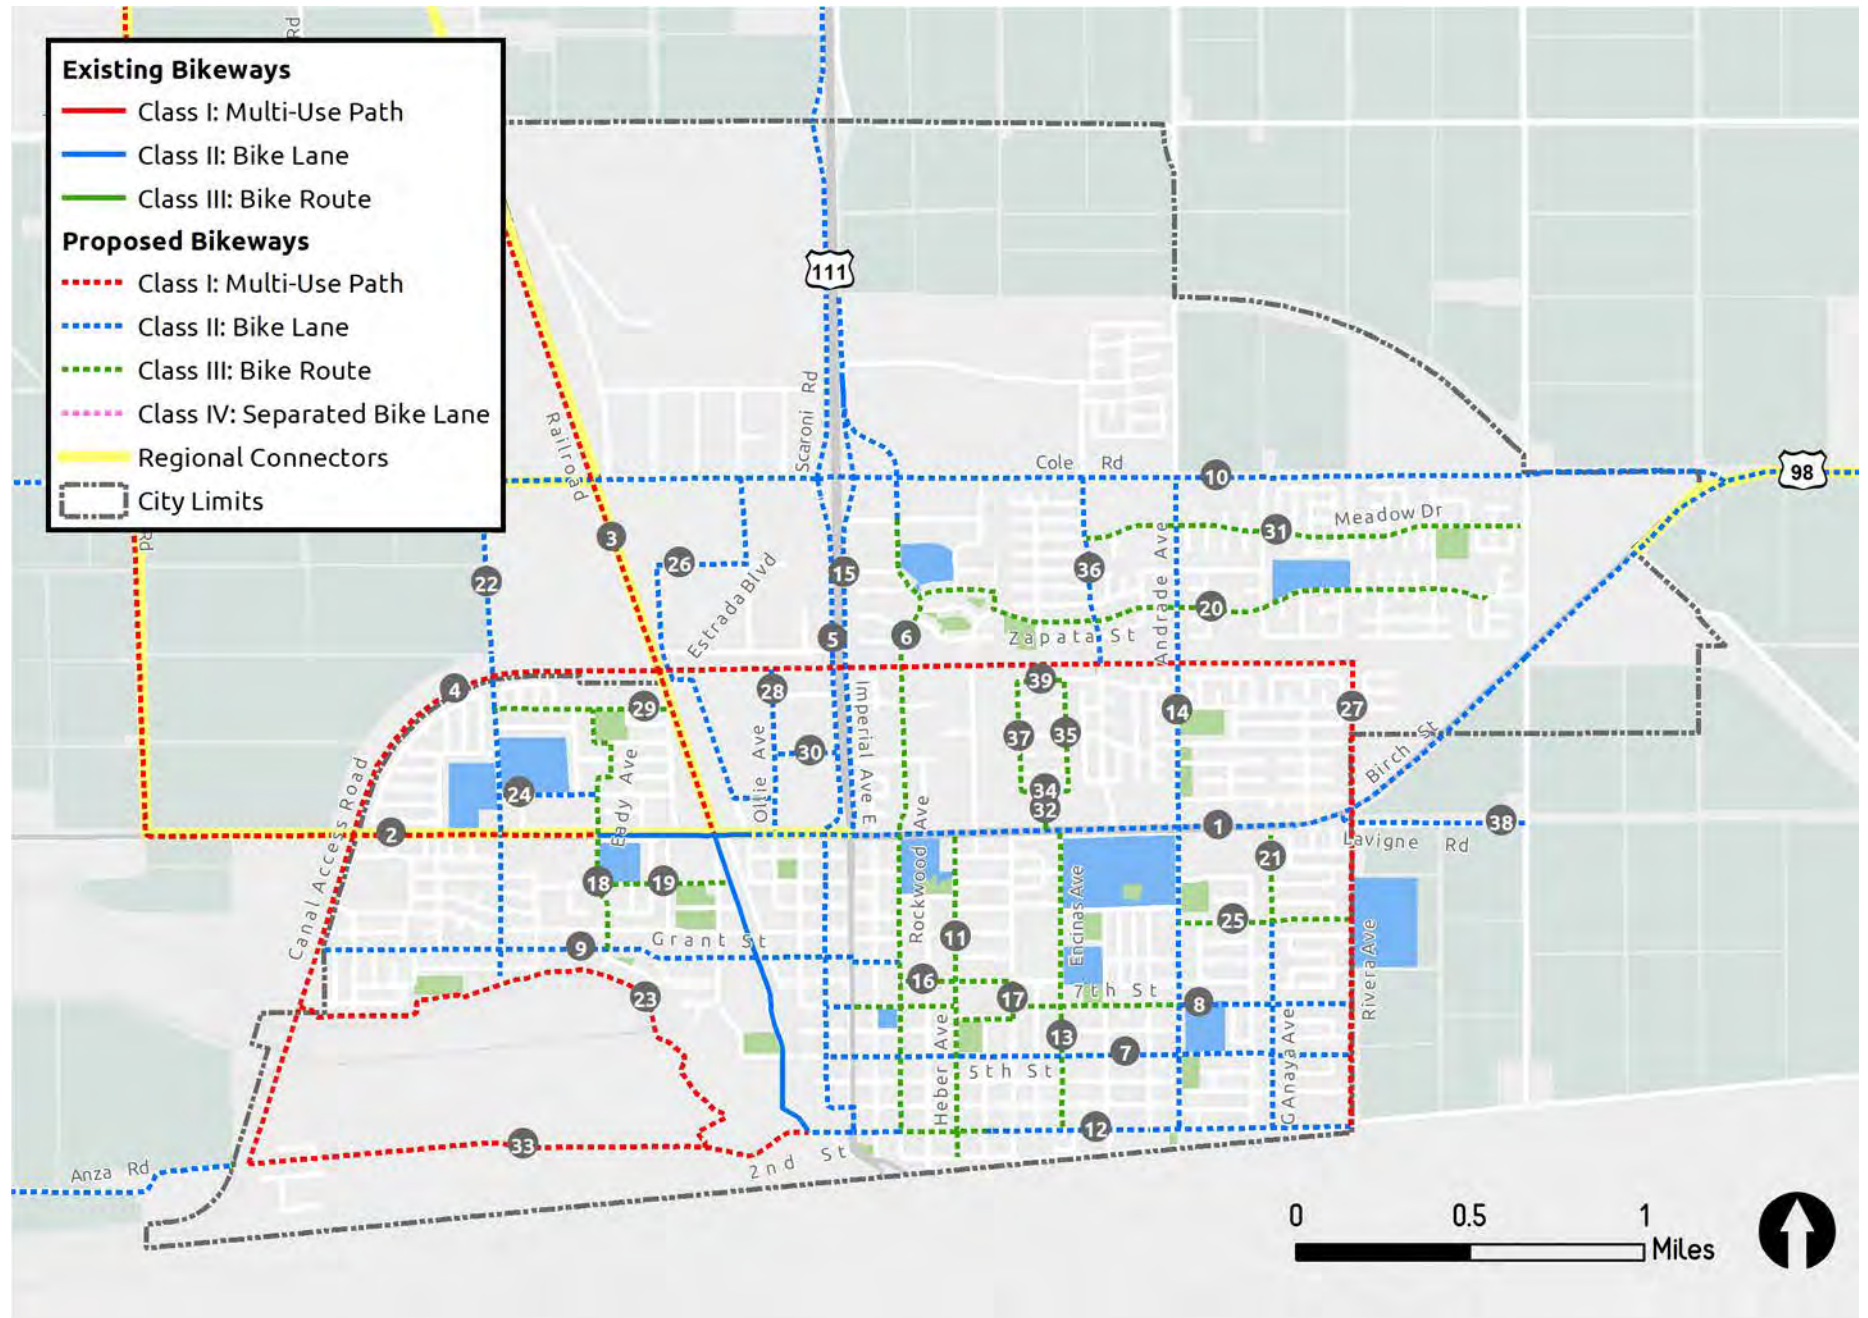 Rd
Rd
Existing Bikeways
Class I: Multi-Use Path
Class II: Bike Lane
Class III: Bike Route
Proposed Bikeways
Class I: Multi-Use Path
Class II: Bike Lane
Class III: Bike Route
Class IV: Separated Bike Lane
Regional Connectors
City Limits
111
Scaroni Rd
Railroad
Cole Rd
10
98
Rd
3
31
Meadow Dr
26
15
36
22
Estrada Blvd
Andrade Ave
20
5
6
Zapata St
4
28
39
29
Imperial Ave E
14
27
37
35
30
Ollie Ave
Birch St
Eady Ave
24
34
32
Canal Access Road
2
Rockwood Ave
1
38
Lavigne Rd
21
18
19
Encinas Ave
25
11
9
Grant St
Rivera Ave
16
23
17
7th St
8
13
7
Heber Ave
5th St
G Anaya Ave
12
33
2nd St
Anza Rd
0 0.5 1
Miles